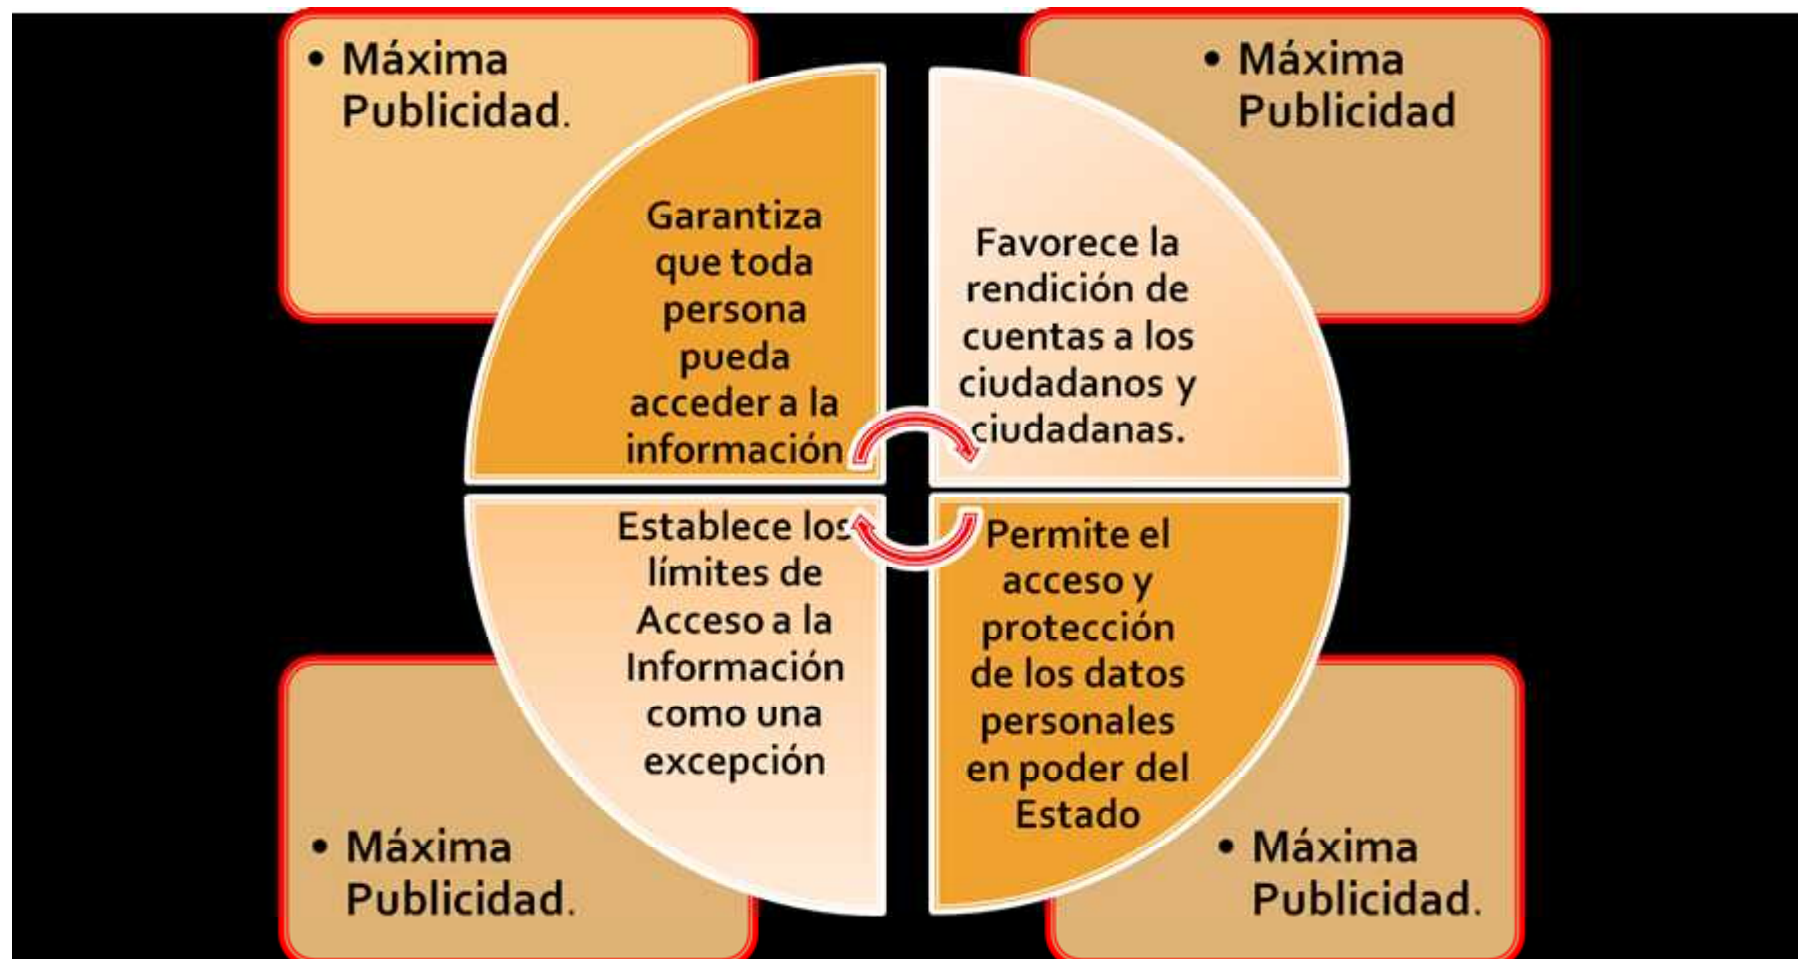 • Máxima
Publicidad.
Garantiza
que toda
persona
pueda
acceder a la
información
• Máxima
Publicidad
Favorece la
rendición de
cuentas a los
ciudadanos y
ciudadanas.
Establece los
límites de
Acceso a la
Información
como una
excepción
• Máxima
Publicidad.
Permite el
acceso y
protección
de los datos
personales
en poder del
Estado
• Máxima
Publicidad.